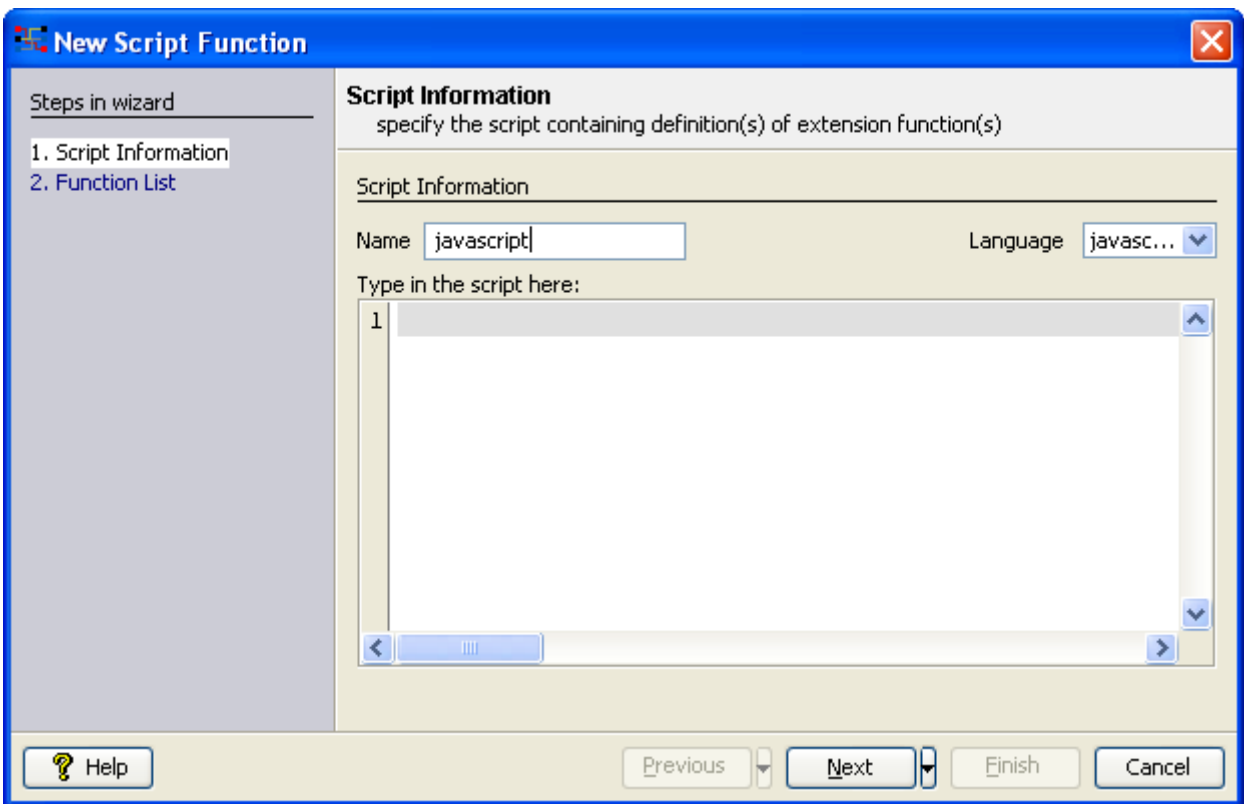 New Script Function
Steps in wizard
1. Script Information
2. Function List
Script Information
specify the script containing definition(s) of extension function(s)
Script Information
Name javascript Language javasc...
Type in the script here:
1
Help Previous Next Finish Cancel